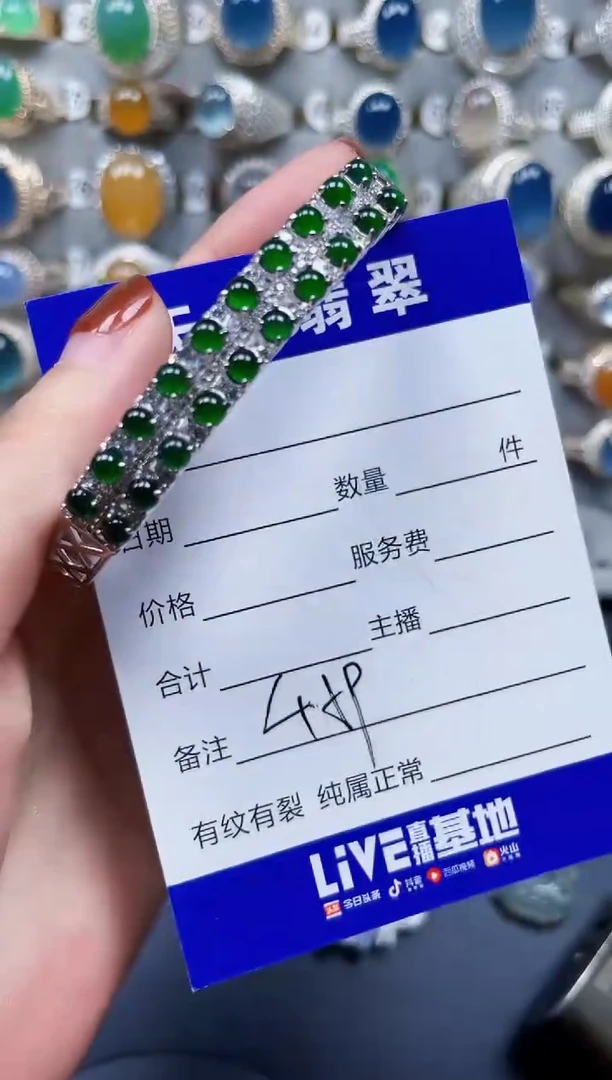 翡翠
数量 件
日期
服务费
价格
主播
合计
备注
有纹有裂 纯属正常
LiVE直播基地
今日头条 抖音 西瓜视频 火山